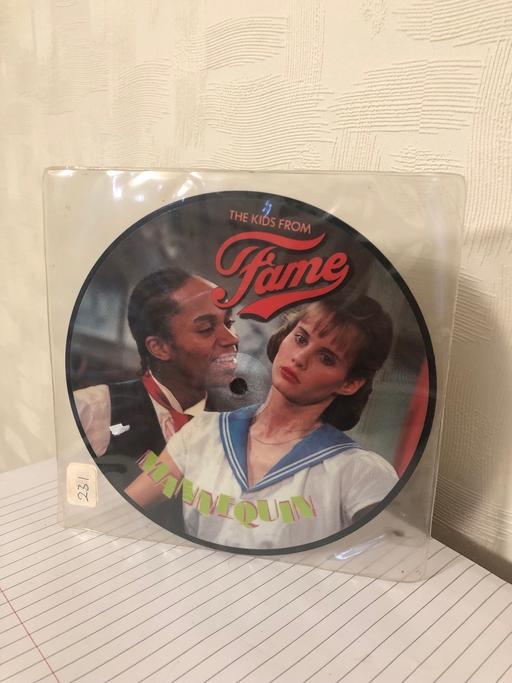 THE KIDS FROM
Fame
MANNEQUIN
231